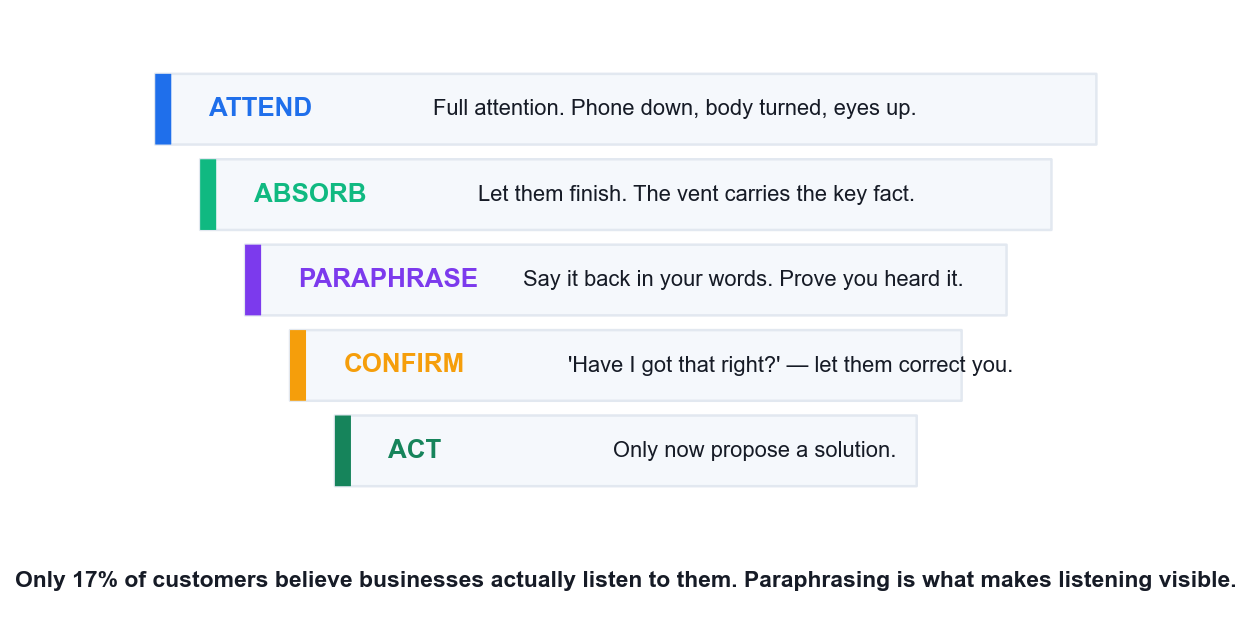 ATTEND Full attention. Phone down, body turned, eyes up.
ABSORB Let them finish. The vent carries the key fact.
PARAPHRASE Say it back in your words. Prove you heard it.
CONFIRM 'Have I got that right?' — let them correct you.
ACT Only now propose a solution.
Only 17% of customers believe businesses actually listen to them. Paraphrasing is what makes listening visible.